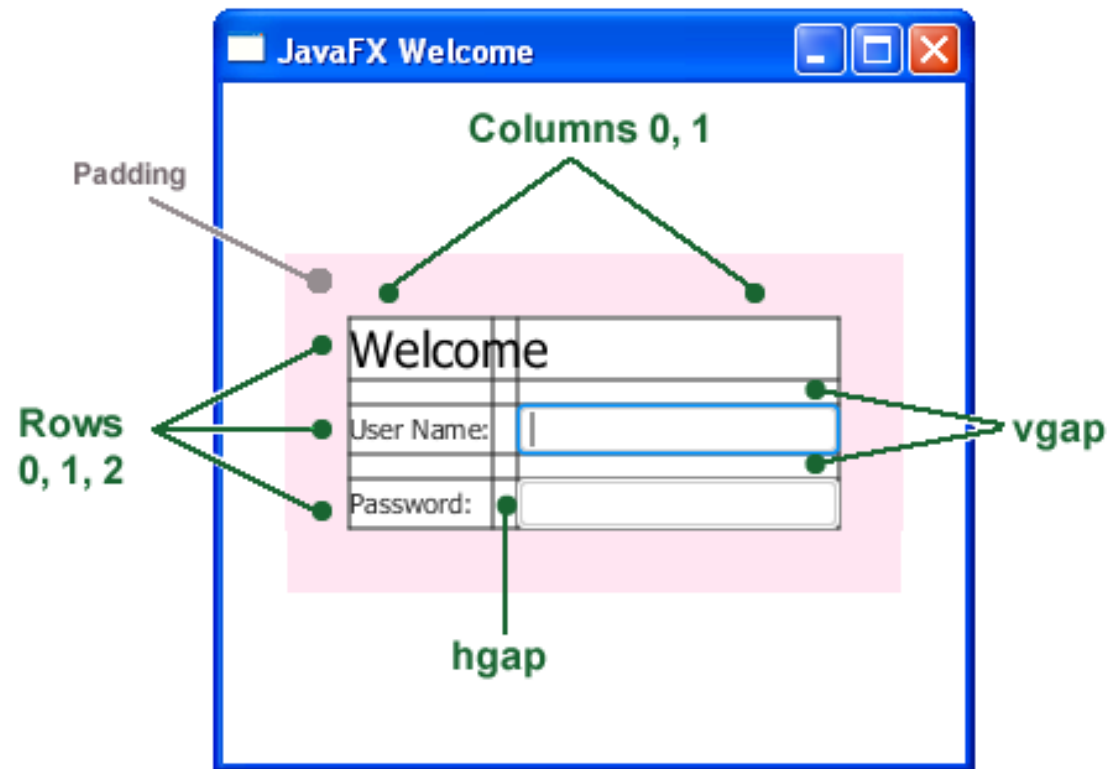 JavaFX Welcome
Columns 0, 1
Padding
Welcome
Rows
0, 1, 2
User Name:
vgap
Password:
hgap